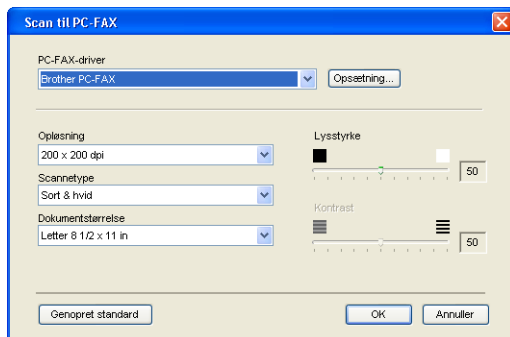 Scan til PC-FAX
PC-FAX-driver
Brother PC-FAX
Opsætning...
Opløsning
200 x 200 dpi
Scannetype
Sort & hvid
Dokumentstørrelse
Letter 8 1/2 x 11 in
Lysstyrke
50
Kontrast
50
Genopret standard
OK
Annuller